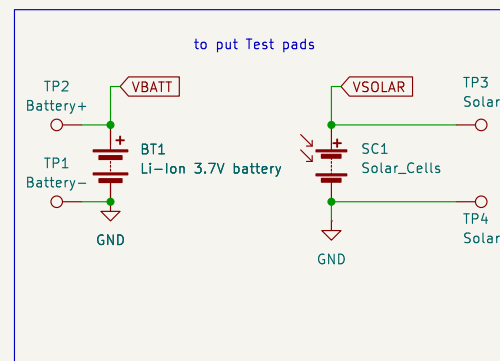 to put Test pads
TP2
Battery+
VBATT
BT1
Li-Ion 3.7V battery
TP1
Battery-
GND
VSOLAR
TP3
Solar
SC1
Solar_Cells
TP4
Solar
GND